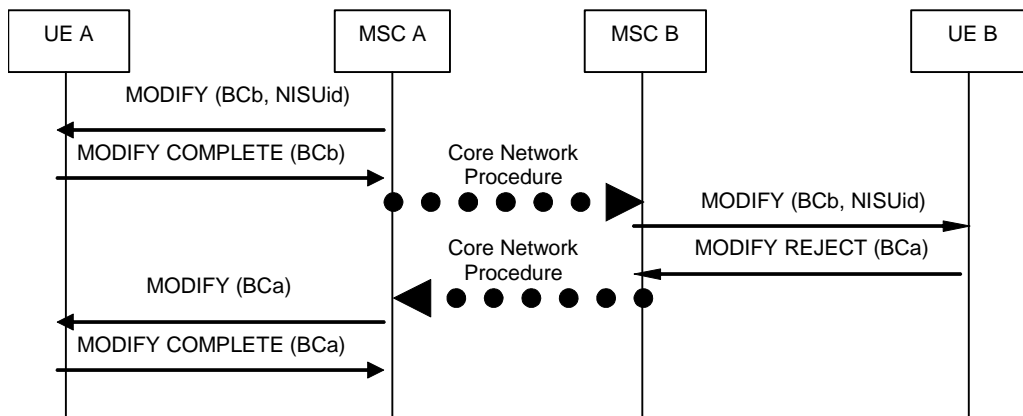 UE A
MSC A
MSC B
UE B
MODIFY (BCb, NISUid)
MODIFY COMPLETE (BCb)
Core Network
Procedure
MODIFY (BCb, NISUid)
Core Network
Procedure
MODIFY REJECT (BCa)
MODIFY (BCa)
MODIFY COMPLETE (BCa)